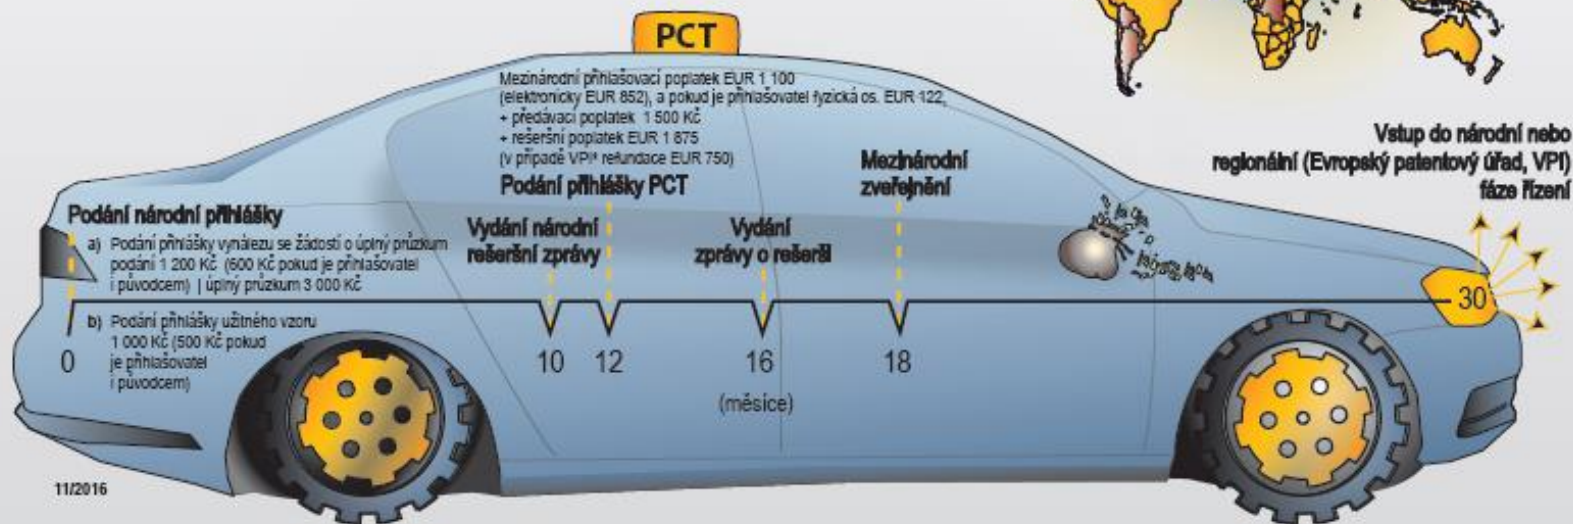 PCT
Mezinárodní přihlašovací poplatek EUR 1 100
(elektronicky EUR 852), a pokud je přihlašovatel fyzická os. EUR 122,
+ předávací poplatek 1 500 Kč
+ rešeršní poplatek EUR 1 875
(v případě VPI* refundace EUR 750)
Podání přihlášky PCT
Mezinárodní
zveřejnění
Vstup do národní nebo
regionální (Evropský patentový úřad, VPI)
fáze řízení
Podání národní přihlášky
a) Podání přihlášky vynálezu se žádostí o úplný průzkum
podání 1 200 Kč (600 Kč pokud je přihlašovatel
i původcem) | úplný průzkum 3 000 Kč
Vydání národní
rešeršní zprávy
Vydání
zprávy o rešerši
b) Podání přihlášky užitného vzoru
1 000 Kč (500 Kč pokud
je přihlašovatel
i původcem)
0
10
12
16
18
30
(měsíce)
11/2016